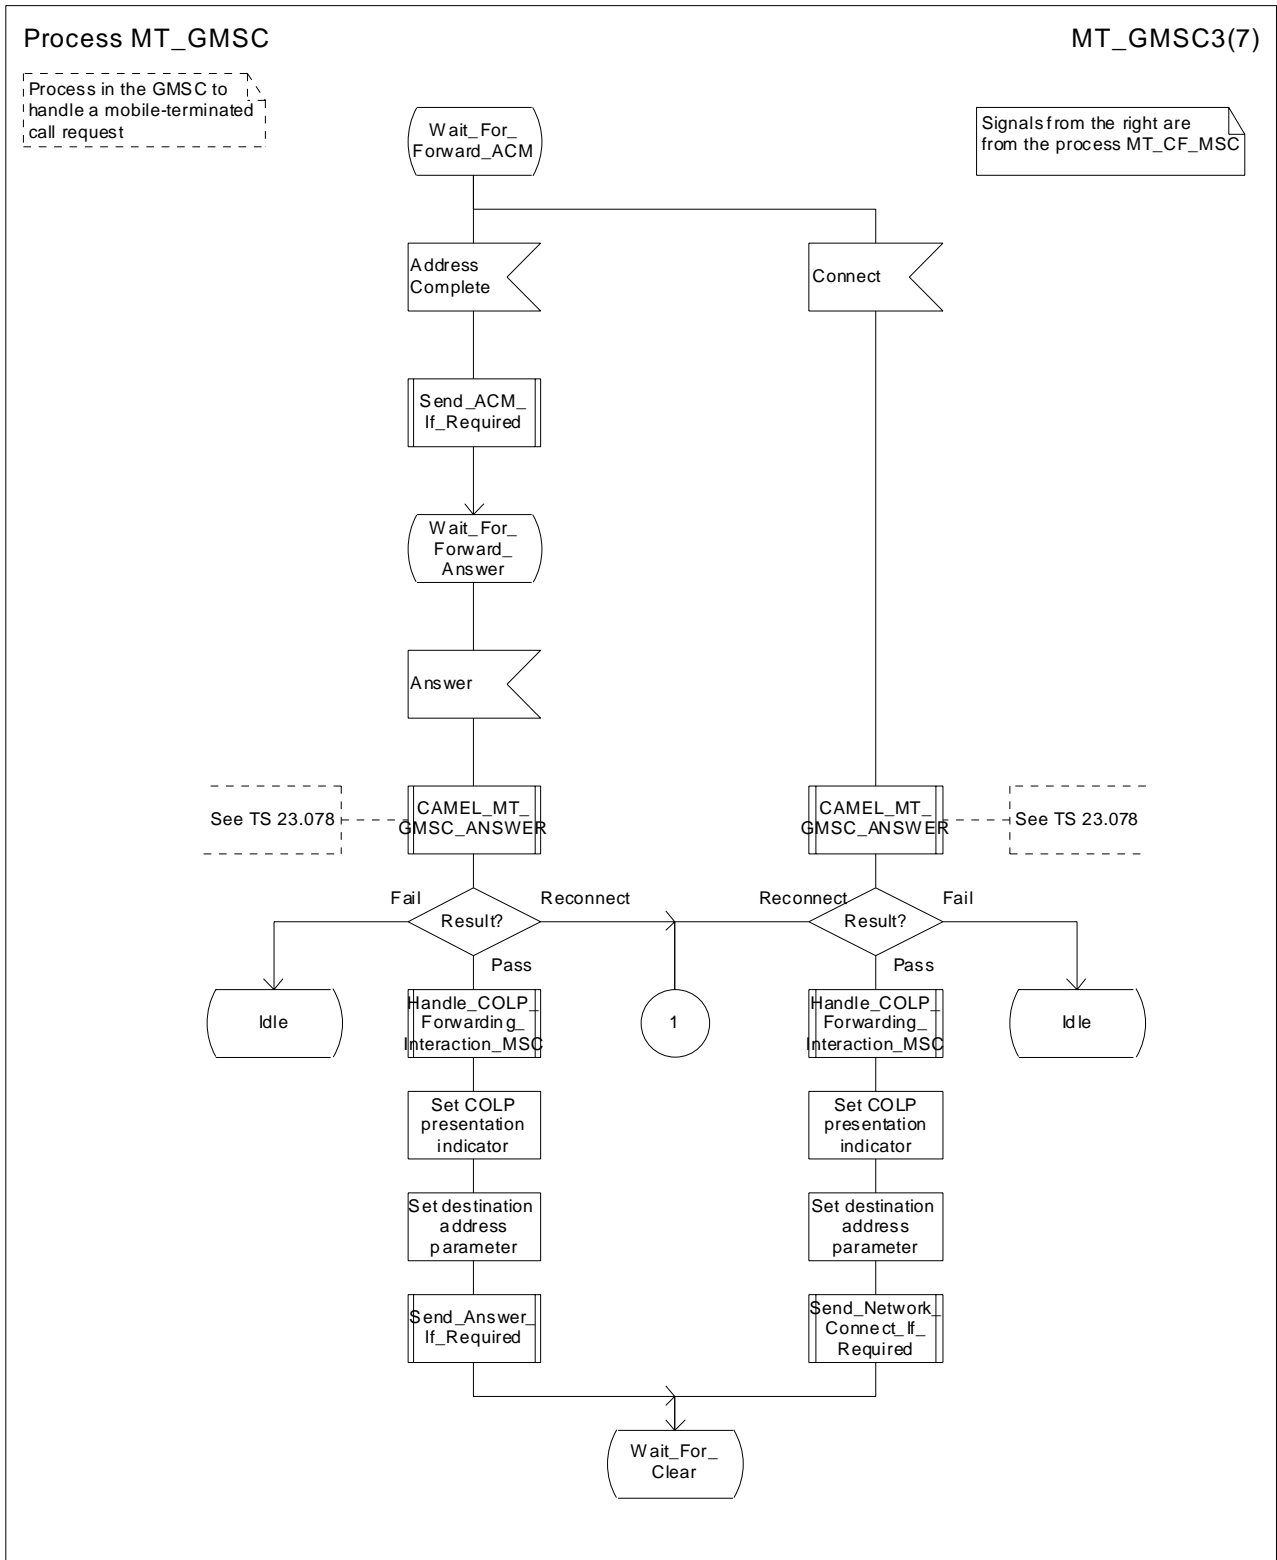 Process MT_GMSC
MT_GMSC3(7)
Process in the GMSC to
handle a mobile-terminated
call request
Signals from the right are
from the process MT_CF_MSC
Wait_For_
Forward_ACM
Address
Complete
Connect
Send_ACM_
If_Required
Wait_For_
Forward_
Answer
Answer
See TS 23.078
CAMEL_MT_
GMSC_ANSWER
CAMEL_MT_
GMSC_ANSWER
See TS 23.078
Fail
Result?
Reconnect
Pass
Reconnect
Result?
Fail
Pass
Idle
Handle_COLP_
Forwarding_
Interaction_MSC
1
Handle_COLP_
Forwarding_
Interaction_MSC
Idle
Set COLP
presentation
indicator
Set COLP
presentation
indicator
Set destination
address
parameter
Set destination
address
parameter
Send_Answer_
If_Required
Send_Network_
Connect_If_
Required
Wait_For_
Clear